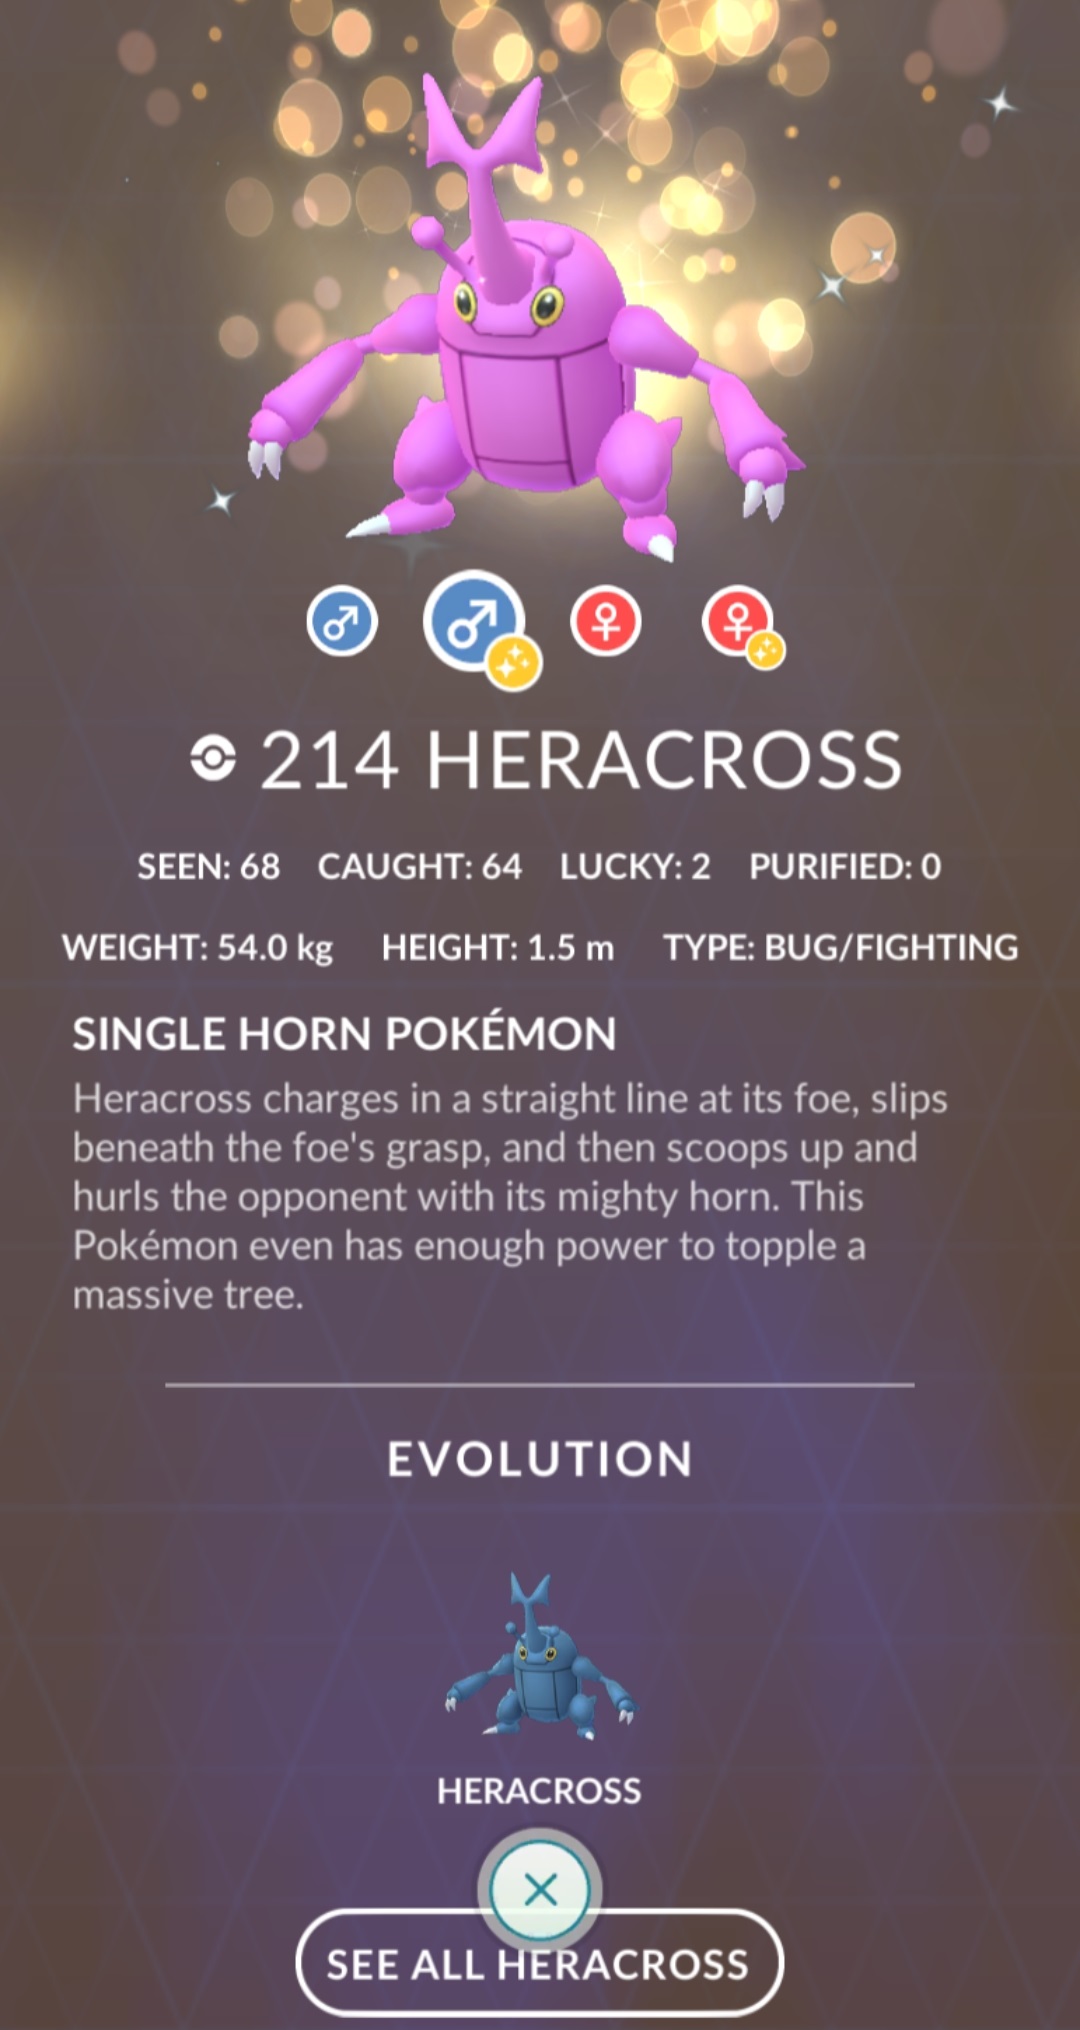 214 HERACROSS
SEEN: 68 CAUGHT: 64 LUCKY: 2 PURIFIED: 0
WEIGHT: 54.0 kg HEIGHT: 1.5 m TYPE: BUG/FIGHTING
SINGLE HORN POKÉMON
Heracross charges in a straight line at its foe, slips
beneath the foe's grasp, and then scoops up and
hurls the opponent with its mighty horn. This
Pokémon even has enough power to topple a
massive tree.
EVOLUTION
HERACROSS
SEE ALL HERACROSS